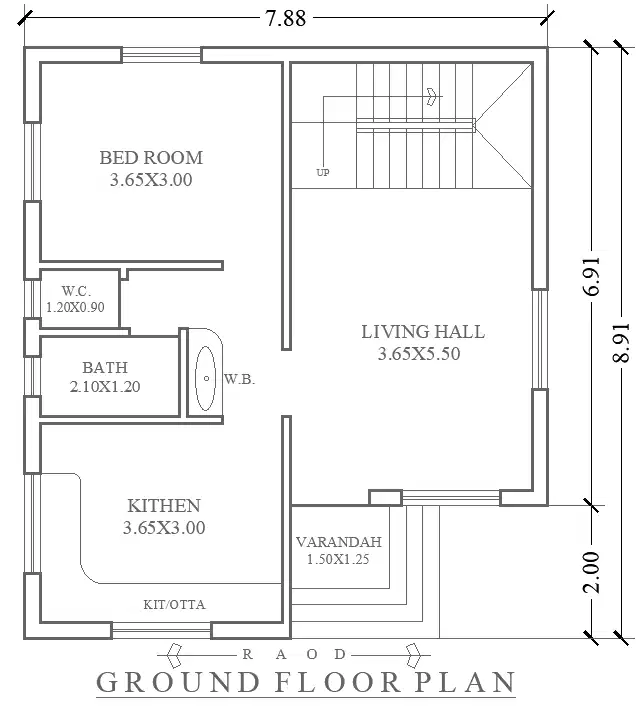 7.88
BED ROOM
3.65X3.00
UP
W.C.
1.20X0.90
6.91
8.91
LIVING HALL
3.65X5.50
BATH
2.10X1.20
W.B.
KITHEN
3.65X3.00
VARANDAH
1.50X1.25
2.00
KIT/OTTA
R A O D
GROUND FLOOR PLAN